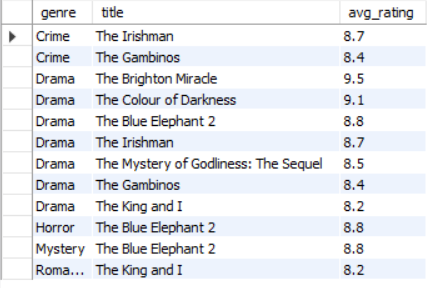 genre title avg_rating
Crime The Irishman 8.7
Crime The Gambinos 8.4
Drama The Brighton Miracle 9.5
Drama The Colour of Darkness 9.1
Drama The Blue Elephant 2 8.8
Drama The Irishman 8.7
Drama The Mystery of Godliness: The Sequel 8.5
Drama The Gambinos 8.4
Drama The King and I 8.2
Horror The Blue Elephant 2 8.8
Mystery The Blue Elephant 2 8.8
Roma... The King and I 8.2